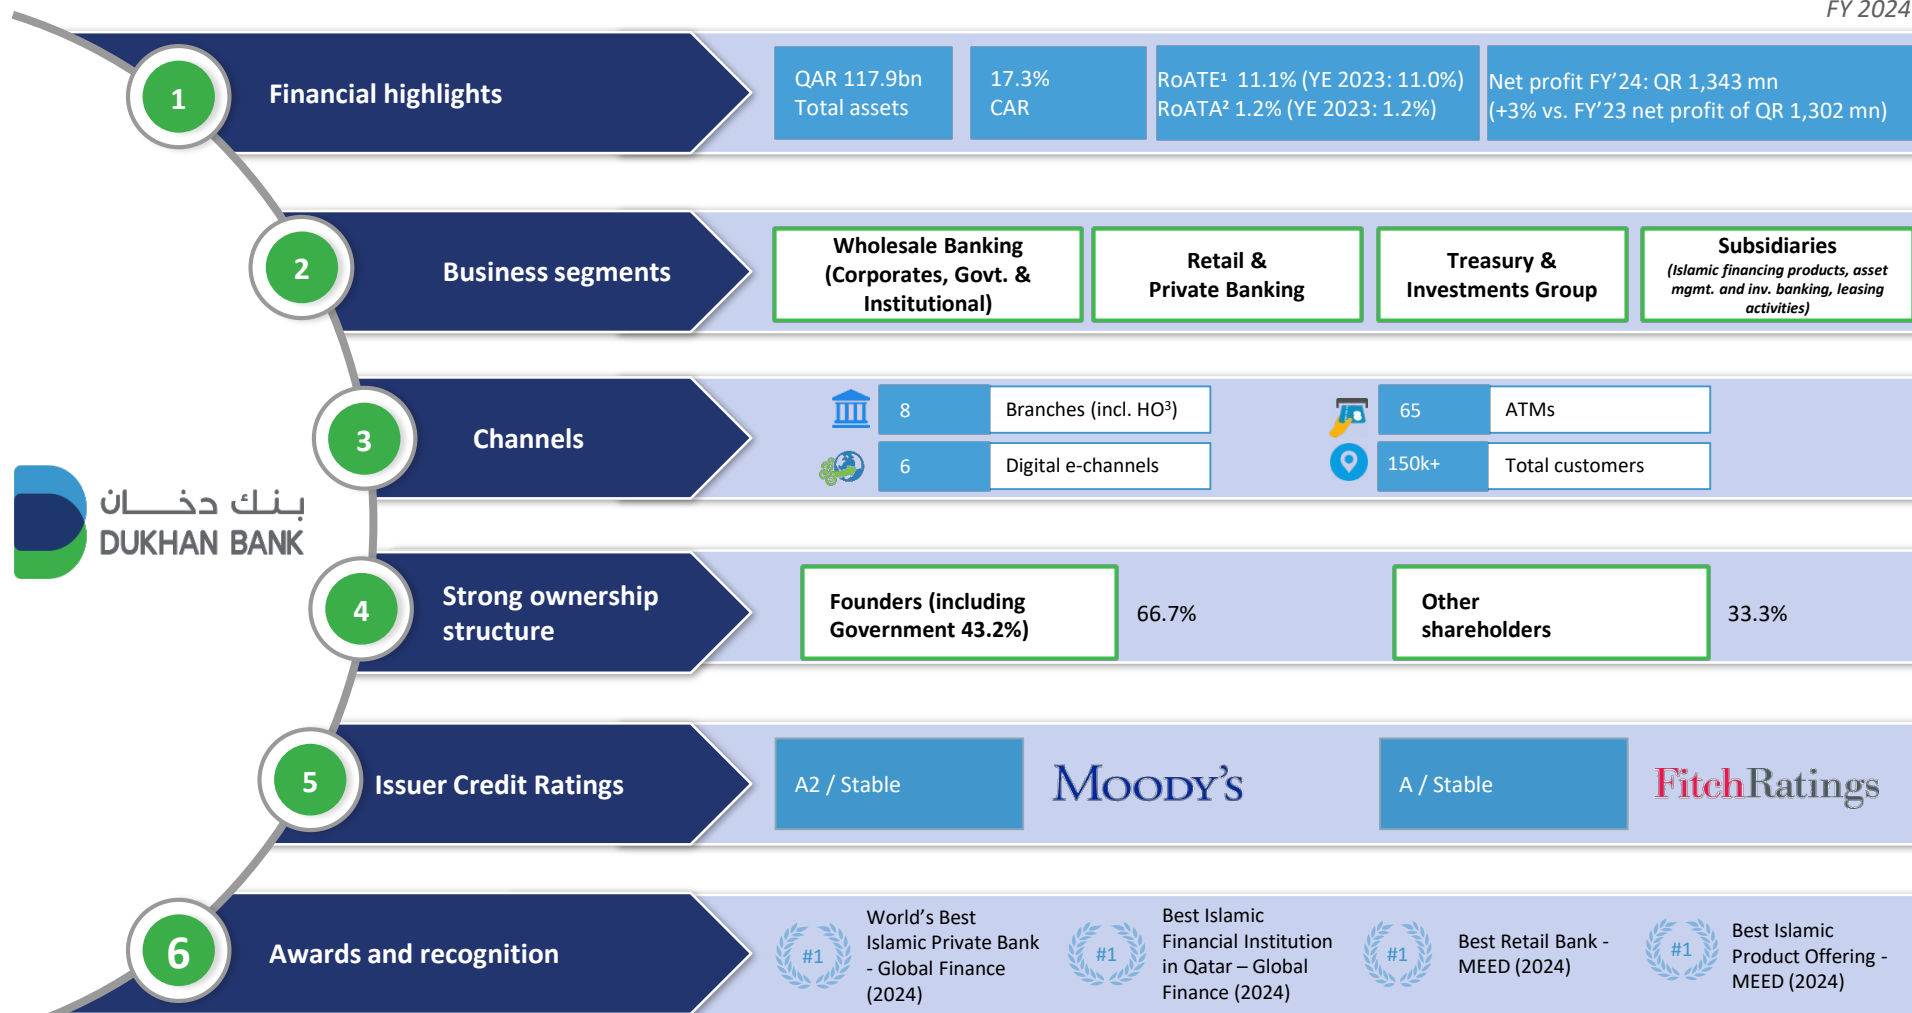 FY 2024
1
Financial highlights
QAR 117.9bn
Total assets
17.3%
CAR
RoATE¹ 11.1% (YE 2023: 11.0%)
RoATA² 1.2% (YE 2023: 1.2%)
Net profit FY’24: QR 1,343 mn
(+3% vs. FY’23 net profit of QR 1,302 mn)
2
Business segments
Wholesale Banking
(Corporates, Govt. &
Institutional)
Retail &
Private Banking
Treasury &
Investments Group
Subsidiaries
(Islamic financing products, asset
mgmt. and inv. banking, leasing
activities)
3
Channels
8
Branches (incl. HO³)
65
ATMs
6
Digital e-channels
150k+
Total customers
بنك دخان
DUKHAN BANK
4
Strong ownership
structure
Founders (including
Government 43.2%)
66.7%
Other
shareholders
33.3%
5
Issuer Credit Ratings
A2 / Stable
MOODY’S
A / Stable
FitchRatings
6
Awards and recognition
#1
World’s Best
Islamic Private Bank
- Global Finance
(2024)
#1
Best Islamic
Financial Institution
in Qatar – Global
Finance (2024)
#1
Best Retail Bank -
MEED (2024)
#1
Best Islamic
Product Offering -
MEED (2024)